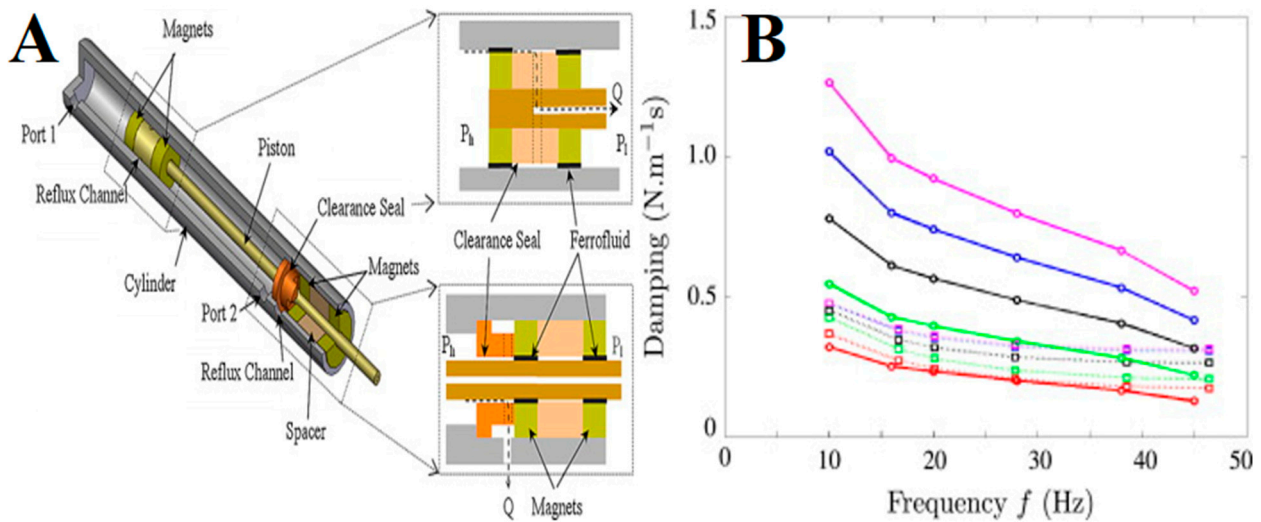 A
Magnets
Port 1
Reflux Channel
Piston
Cylinder
Clearance Seal
Magnets
Port 2
Reflux Channel
Spacer
Ph
Q
Pl
Clearance Seal
Ferrofluid
Ph
Pl
Q
Magnets
B
Damping (N.m−1s)
1.5
1.0
0.5
0
10
20
30
40
50
Frequency f (Hz)